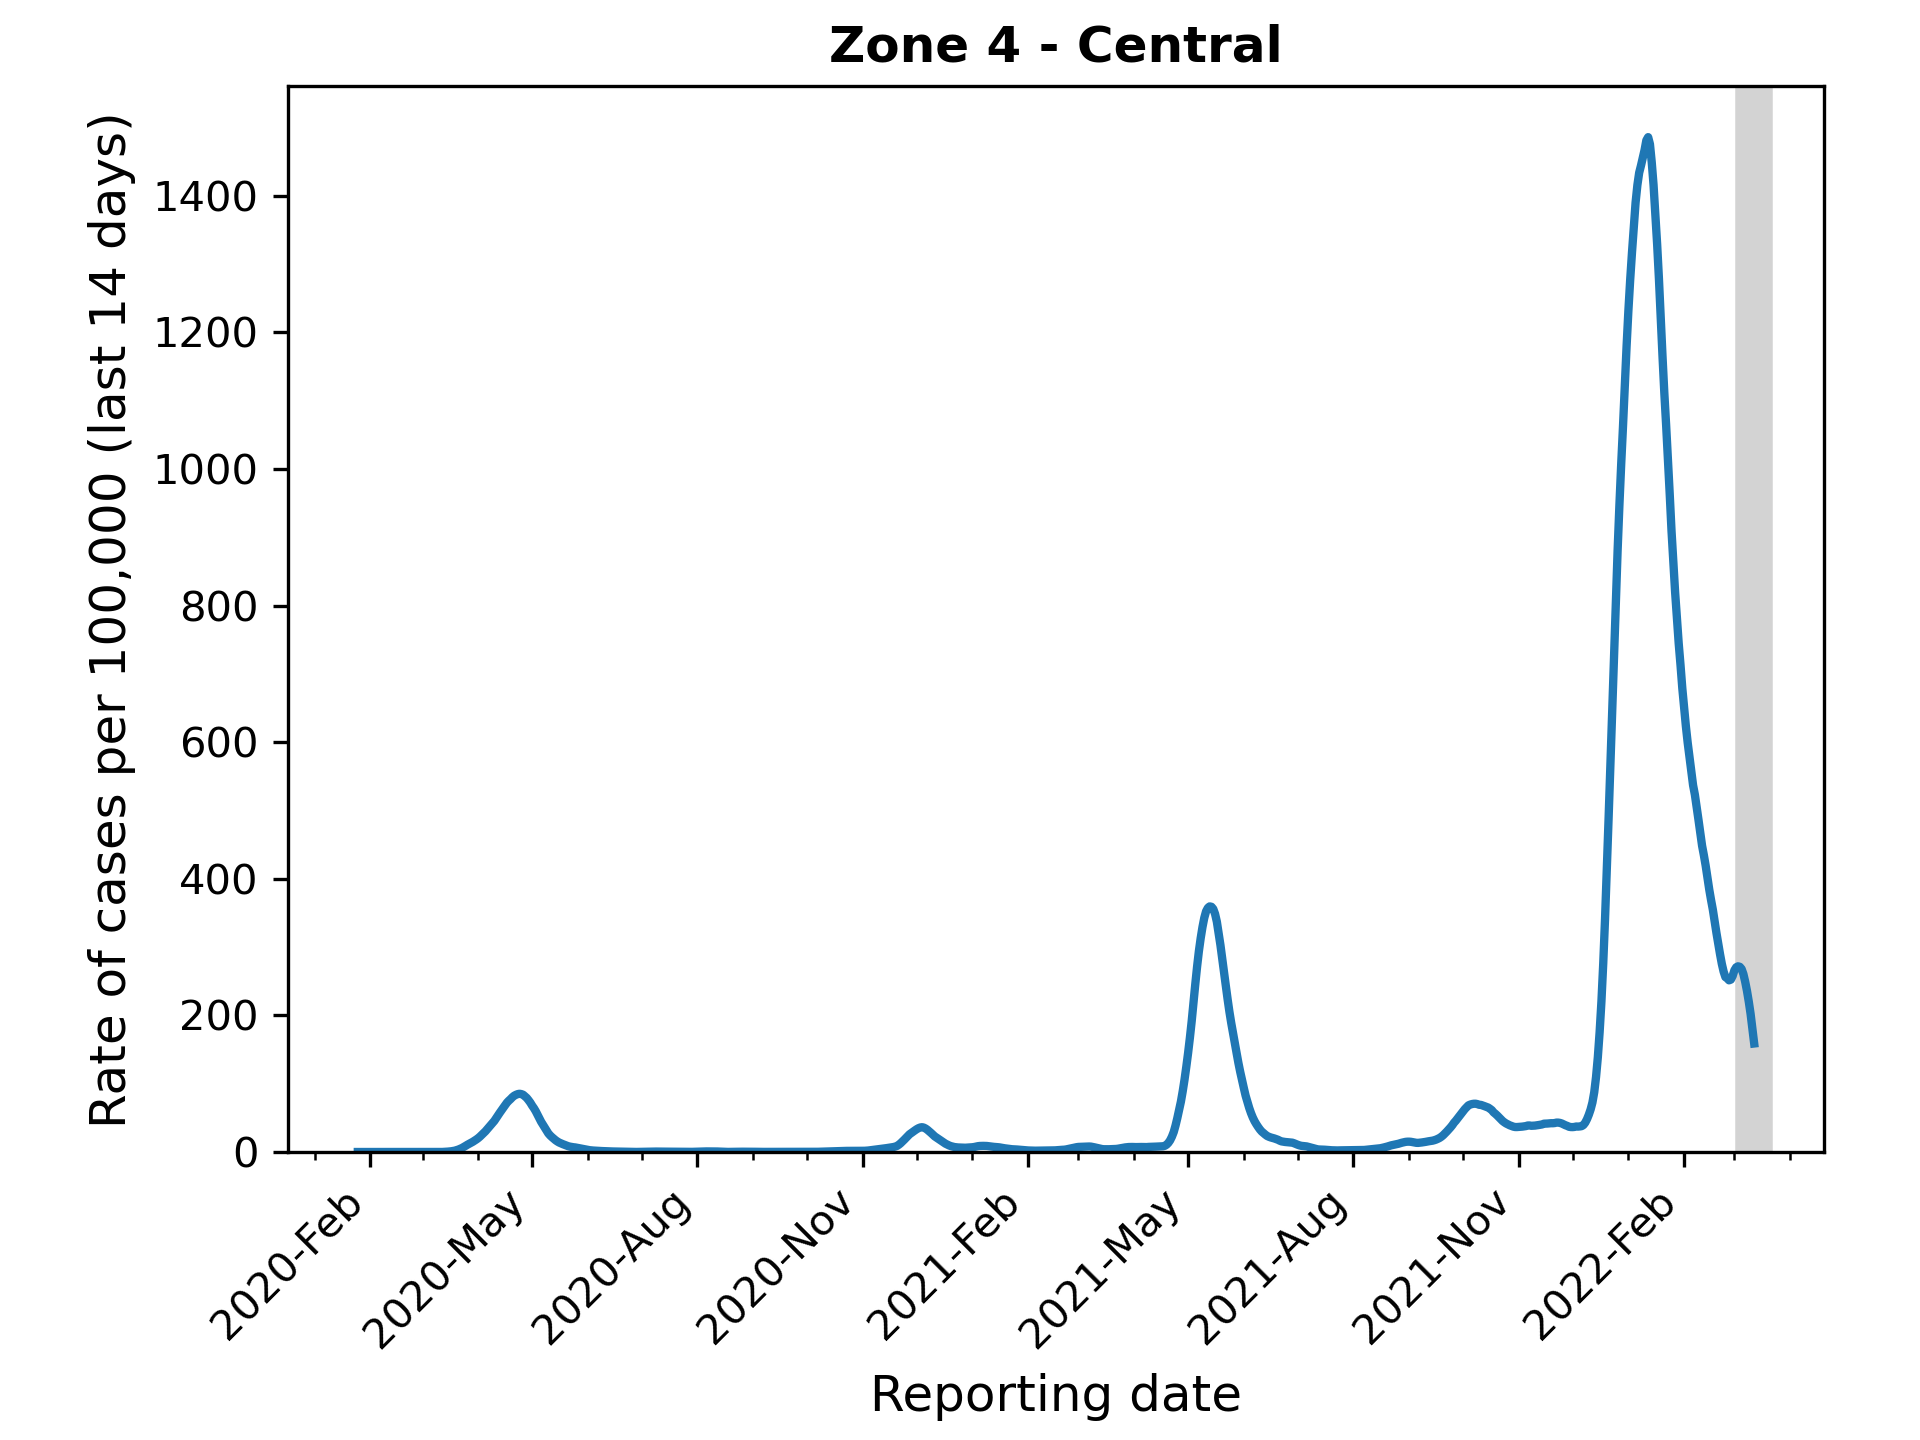 Zone 4 - Central
Rate of cases per 100,000 (last 14 days)
1400
1200
1000
800
600
400
200
0
2020-Feb
2020-May
2020-Aug
2020-Nov
2021-Feb
2021-May
2021-Aug
2021-Nov
2022-Feb
Reporting date